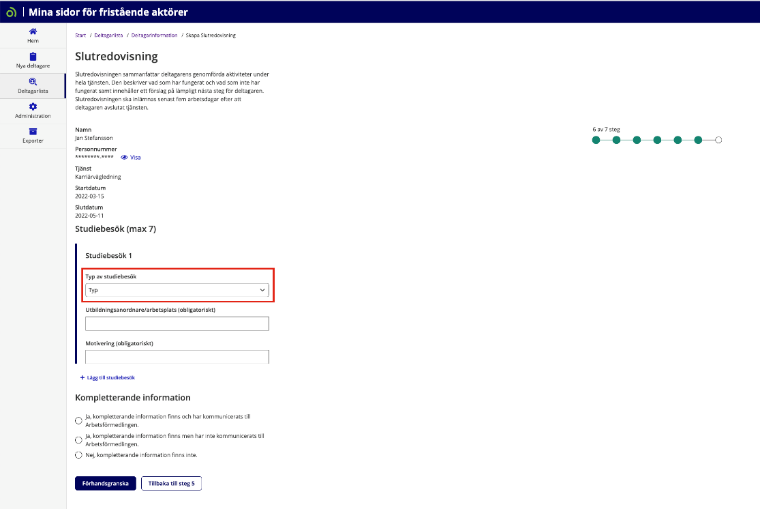 Mina sidor för fristående aktörer
Hem
Nya deltagare
Deltagarlista
Administration
Exporter
Start / Deltagarlista / Deltagarinformation / Skapa Slutredovisning
Slutredovisning
Slutredovisningen sammanfattar deltagarens genomförda aktiviteter under
hela tjänsten. Den beskriver vad som har fungerat och vad som inte har
fungerat samt innehåller ett förslag på lämpligt nästa steg för deltagaren.
Slutredovisningen ska inlämnas senast fem arbetsdagar efter att
deltagaren avslutat tjänsten.
Namn
Jan Stefansson
6 av 7 steg
Personnummer
********-**** Visa
Tjänst
Karriärvägledning
Startdatum
2022-03-15
Slutdatum
2022-05-11
Studiebesök (max 7)
Studiebesök 1
Typ av studiebesök
Typ
Utbildningsanordnare/arbetsplats (obligatoriskt)
Motivering (obligatoriskt)
+ Lägg till studiebesök
Kompletterande information
Ja, kompletterande information finns och har kommunicerats till
Arbetsförmedlingen.
Ja, kompletterande information finns men har inte kommunicerats till
Arbetsförmedlingen.
Nej, kompletterande information finns inte.
Förhandsgranska
Tillbaka till steg 5